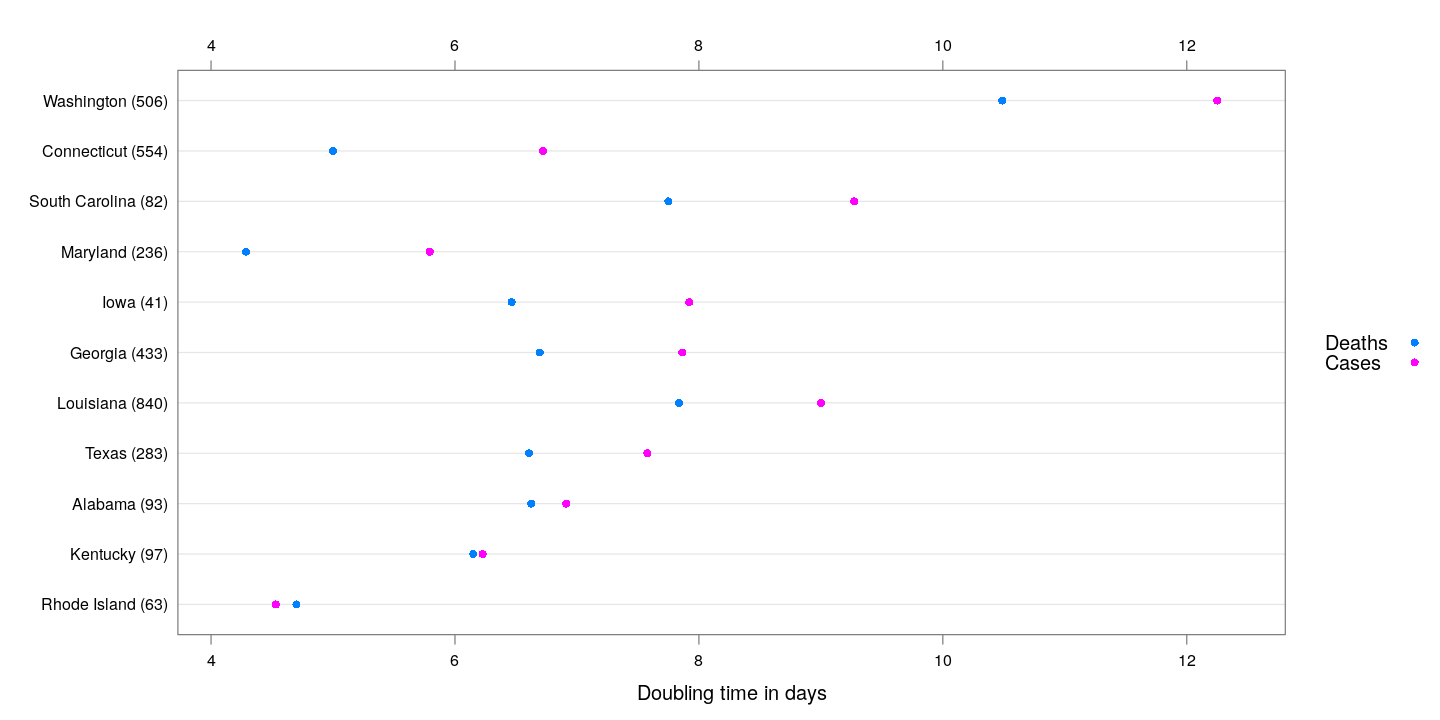 4 6 8 10 12
Washington (506)
Connecticut (554)
South Carolina (82)
Maryland (236)
Iowa (41)
Georgia (433)
Louisiana (840)
Texas (283)
Alabama (93)
Kentucky (97)
Rhode Island (63)
4 6 8 10 12
Doubling time in days
Deaths
Cases